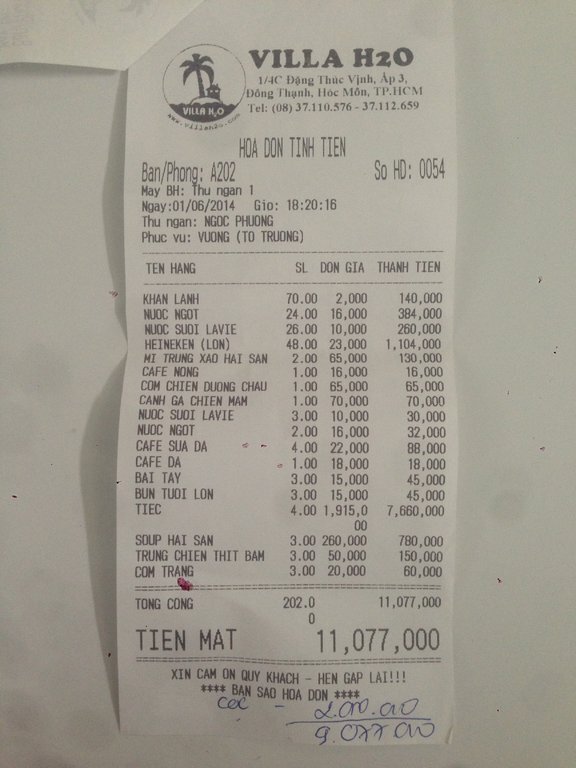 VILLA H2O
1/4C Đặng Thúc Vịnh, Ấp 3,
Đông Thạnh, Hóc Môn, TP.HCM
Tel: (08) 37.110.576 - 37.112.659
VILLA H2O
www.villah2o.com
HOA DON TINH TIEN
Ban/Phong: A202 So HD: 0054
May BH: Thu ngan 1
Ngay:01/06/2014 Gio: 18:20:16
Thu ngan: NGOC PHUONG
Phuc vu: VUONG (TO TRUONG)
TEN HANG SL DON GIA THANH TIEN
KHAN LANH 70.00 2,000 140,000
NUOC NGOT 24.00 16,000 384,000
NUOC SUOI LAVIE 26.00 10,000 260,000
HEINEKEN (LON) 48.00 23,000 1,104,000
MI TRUNG XAO HAI SAN 2.00 65,000 130,000
CAFE NONG 1.00 16,000 16,000
COM CHIEN DUONG CHAU 1.00 65,000 65,000
CANH GA CHIEN MAM 1.00 70,000 70,000
NUOC SUOI LAVIE 3.00 10,000 30,000
NUOC NGOT 2.00 16,000 32,000
CAFE SUA DA 4.00 22,000 88,000
CAFE DA 1.00 18,000 18,000
BAI TAY 3.00 15,000 45,000
BUN TUOI LON 3.00 15,000 45,000
TIEC 4.00 1,915,0 7,660,000
00
SOUP HAI SAN 3.00 260,000 780,000
TRUNG CHIEN THIT BAM 3.00 50,000 150,000
COM TRANG 3.00 20,000 60,000
TONG CONG 202.0 11,077,000
0
TIEN MAT 11,077,000
XIN CAM ON QUY KHACH - HEN GAP LAI!!!
**** BAN SAO HOA DON ****
cọc - 2.000.000
9.077.000